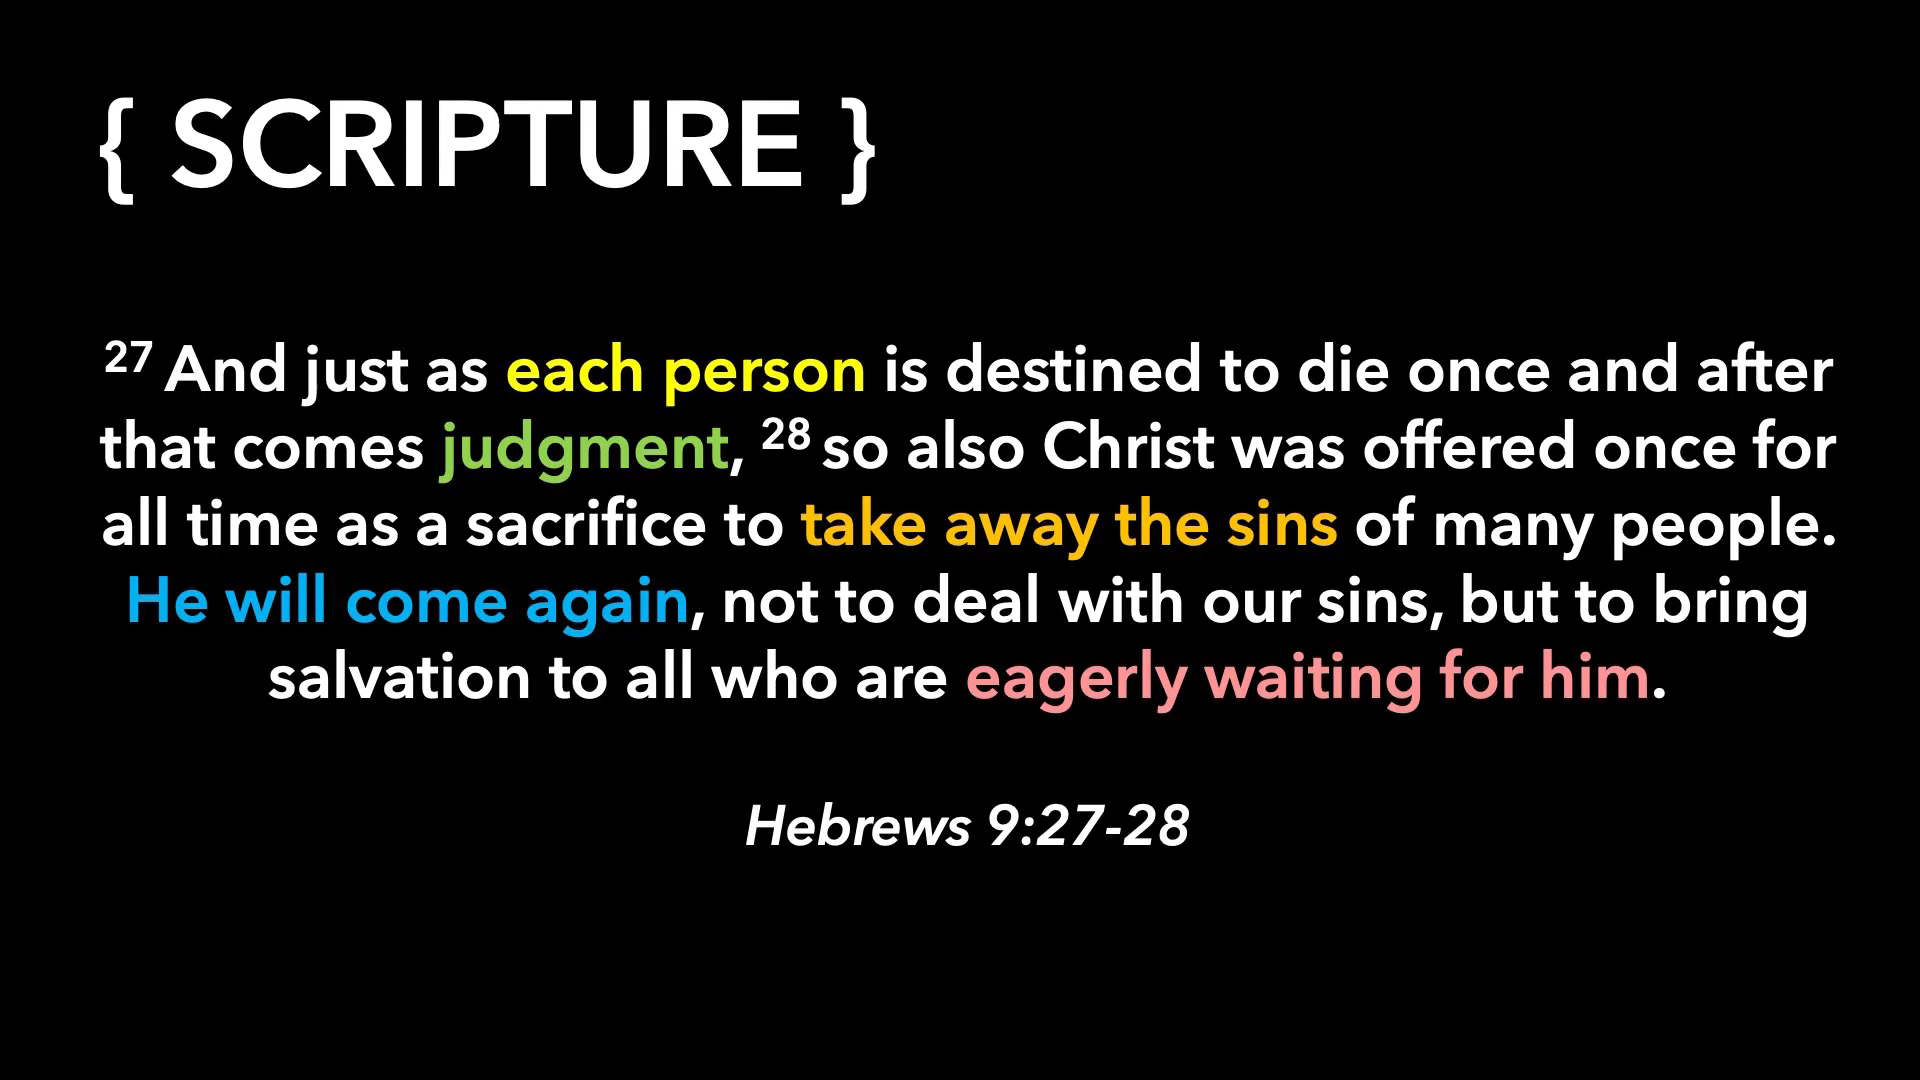 { SCRIPTURE }
27 And just as each person is destined to die once and after
that comes judgment, 28 so also Christ was offered once for
all time as a sacrifice to take away the sins of many people.
He will come again, not to deal with our sins, but to bring
salvation to all who are eagerly waiting for him.
Hebrews 9:27-28